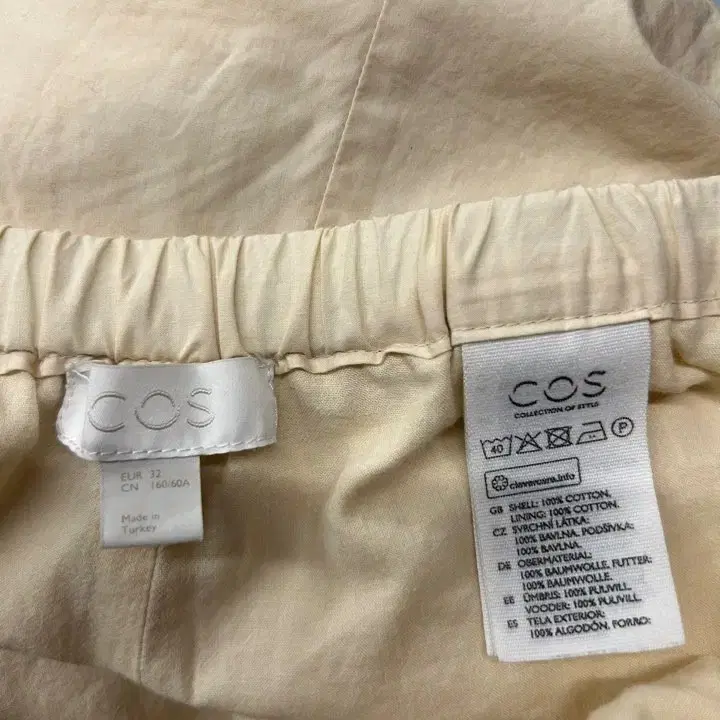 COS
EUR 32
CN 160/60A
Made in
Turkey
COS
COLLECTION OF STYLE
40
P
clevercare.info
GB SHELL: 100% COTTON.
LINING: 100% COTTON.
CZ SVRCHNÍ LÁTKA:
100% BAVLNA. PODŠÍVKA:
100% BAVLNA.
DE OBERMATERIAL:
100% BAUMWOLLE. FUTTER:
100% BAUMWOLLE.
EE ÜMBRIS: 100% PUUVILL.
VOODER: 100% PUUVILL.
ES TELA EXTERIOR:
100% ALGODÓN. FORRO: